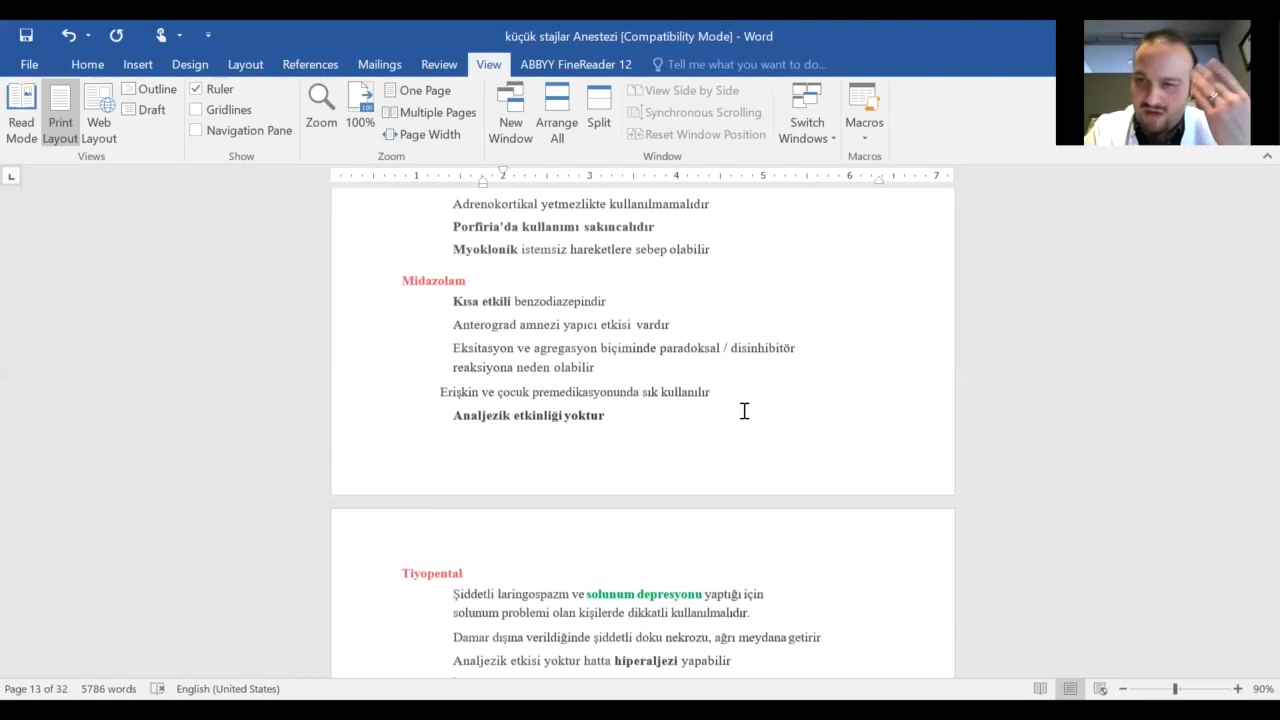 küçük stajlar Anestezi [Compatibility Mode] - Word
File Home Insert Design Layout References Mailings Review View ABBYY FineReader 12 Tell me what you want to do...
Read Mode
Print Layout
Web Layout
Outline
Draft
Views
Ruler
Gridlines
Navigation Pane
Show
Zoom
100%
One Page
Multiple Pages
Page Width
Zoom
New Window
Arrange All
Split
View Side by Side
Synchronous Scrolling
Reset Window Position
Window
Switch Windows
Macros
Macros
1 2 3 4 5 6 7
Adrenokortikal yetmezlikte kullanılmamalıdır
Porfiria'da kullanımı sakıncalıdır
Myoklonik istemsiz hareketlere sebep olabilir
Midazolam
Kısa etkili benzodiazepindir
Anterograd amnezi yapıcı etkisi vardır
Eksitasyon ve agregasyon biçiminde paradoksal / disinhibitör
reaksiyona neden olabilir
Erişkin ve çocuk premedikasyonunda sık kullanılır
Analjezik etkinliği yoktur
Tiyopental
Şiddetli laringospazm ve solunum depresyonu yaptığı için
solunum problemi olan kişilerde dikkatli kullanılmalıdır.
Damar dışına verildiğinde şiddetli doku nekrozu, ağrı meydana getirir
Analjezik etkisi yoktur hatta hiperaljezi yapabilir
Page 13 of 32 5786 words English (United States) 90%